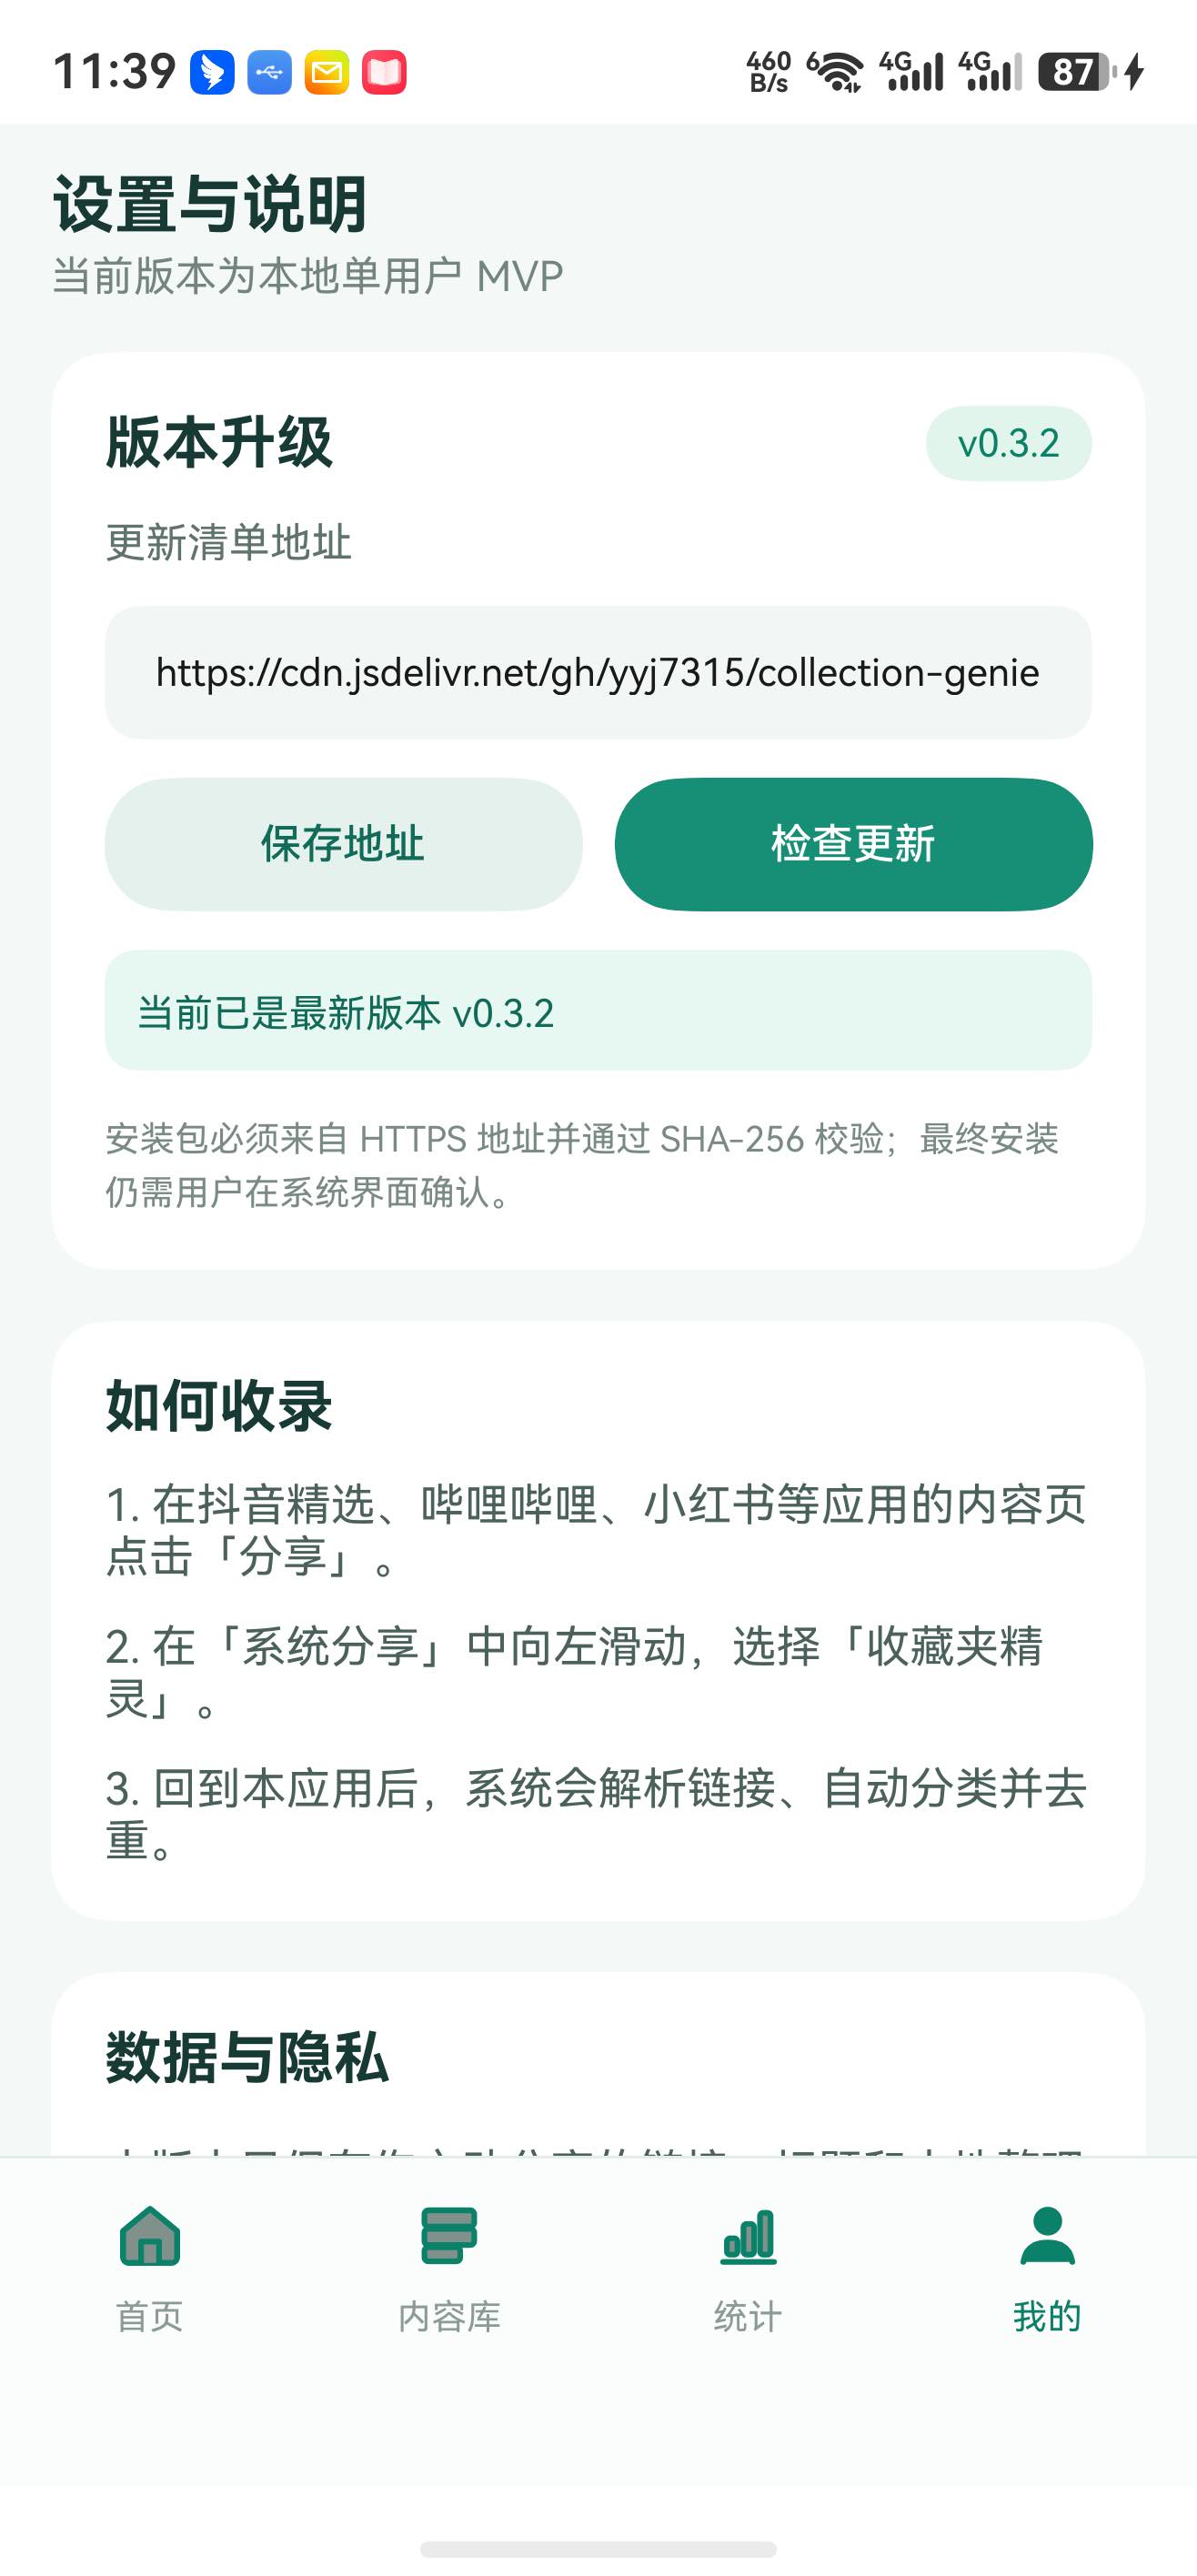 11:39
460 B/s
6
4G
4G
87
设置与说明
当前版本为本地单用户 MVP
版本升级
v0.3.2
更新清单地址
https://cdn.jsdelivr.net/gh/yyj7315/collection-genie
保存地址
检查更新
当前已是最新版本 v0.3.2
安装包必须来自 HTTPS 地址并通过 SHA-256 校验；最终安装
仍需用户在系统界面确认。
如何收录
1. 在抖音精选、哔哩哔哩、小红书等应用的内容页
点击「分享」。
2. 在「系统分享」中向左滑动，选择「收藏夹精
灵」。
3. 回到本应用后，系统会解析链接、自动分类并去
重。
数据与隐私
首页
内容库
统计
我的